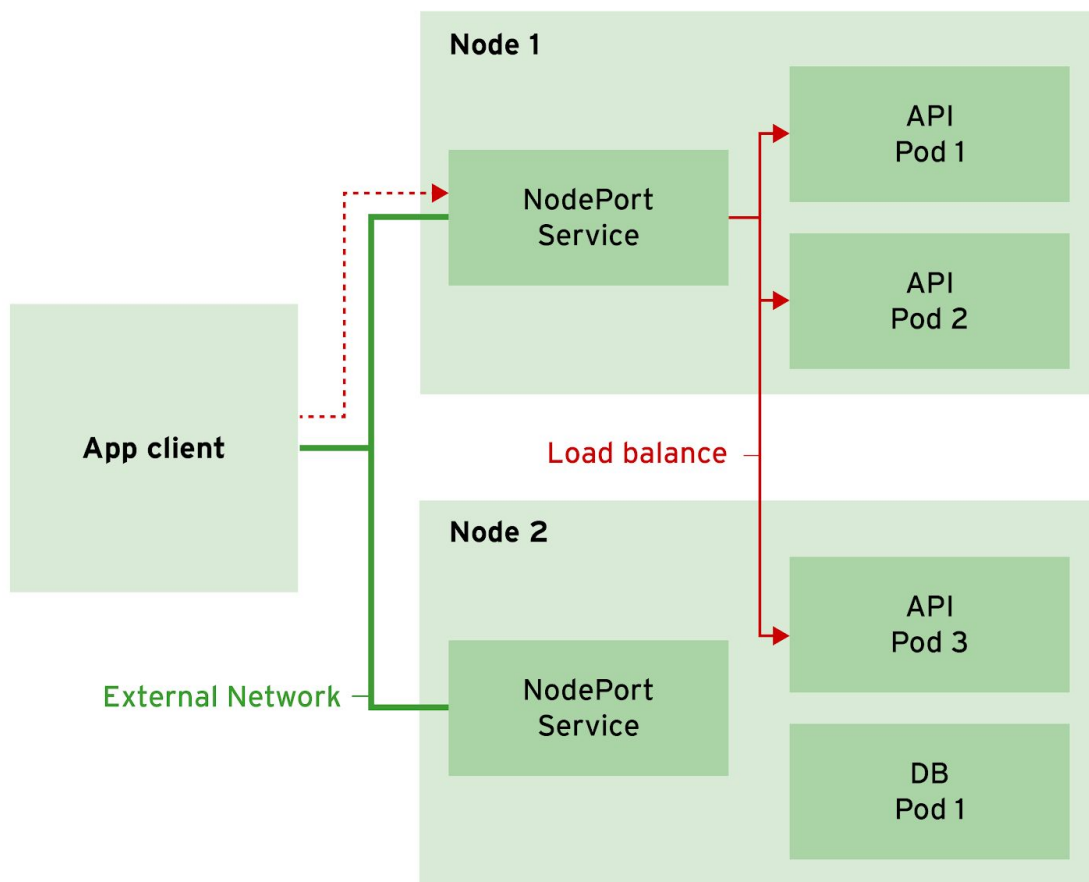 Node 1
API
Pod 1
NodePort
Service
API
Pod 2
App client
Load balance
Node 2
API
Pod 3
External Network
NodePort
Service
DB
Pod 1